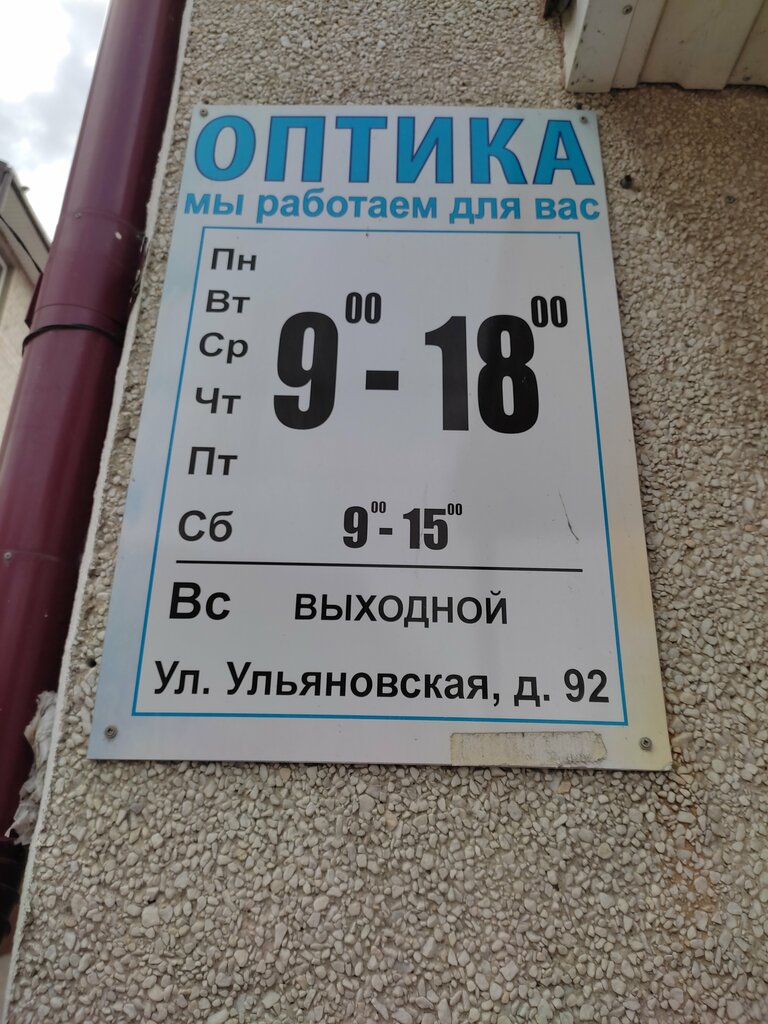 ОПТИКА
мы работаем для вас
Пн
Вт
Ср
Чт
Пт
9⁰⁰ - 18⁰⁰
Сб 9⁰⁰ - 15⁰⁰
Вс ВЫХОДНОЙ
Ул. Ульяновская, д. 92